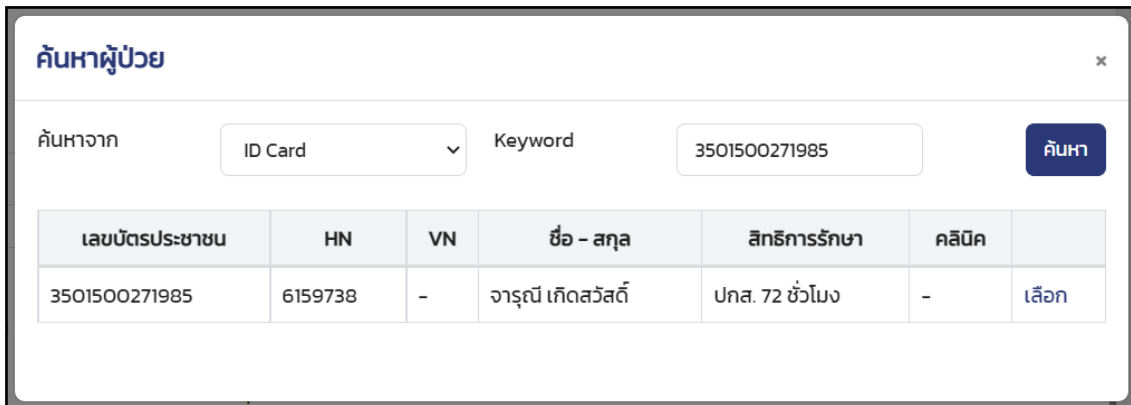 ค้นหาผู้ป่วย ×
ค้นหาจาก ID Card Keyword 3501500271985 ค้นหา
เลขบัตรประชาชน HN VN ชื่อ - สกุล สิทธิการรักษา คลินิค
3501500271985 6159738 - จารุณี เกิดสวัสดิ์ ปกส. 72 ชั่วโมง - เลือก